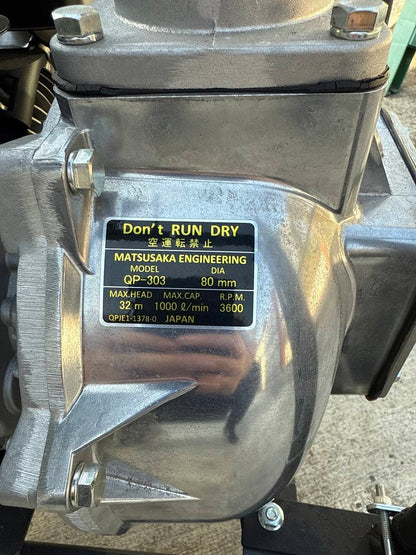 Don't RUN DRY
空運転禁止
MATSUSAKA ENGINEERING
MODEL DIA
QP-303 80 mm
MAX.HEAD MAX.CAP. R.P.M.
32 m 1000 ℓ/min 3600
QPJE1-1378-0 JAPAN